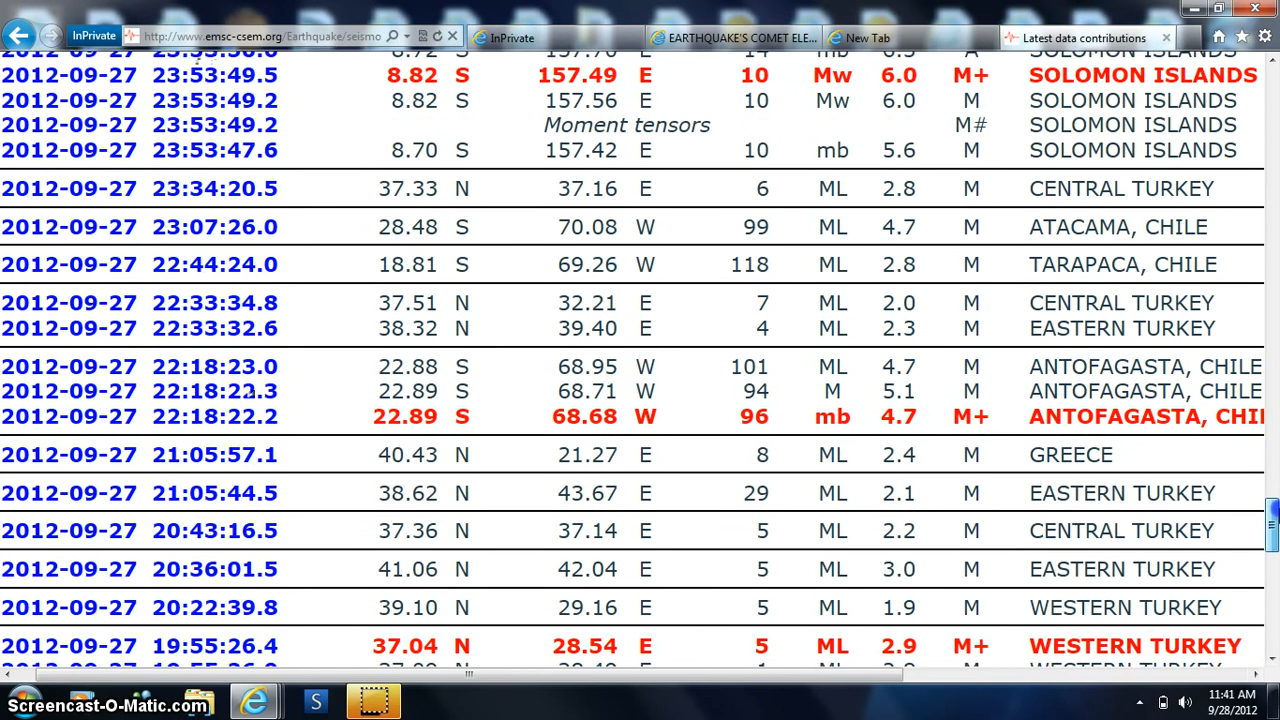 InPrivate http://www.emsc-csem.org/Earthquake/seismo InPrivate EARTHQUAKE'S COMET ELE... New Tab Latest data contributions
2012-09-27 23:53:49.5 8.82 S 157.49 E 10 Mw 6.0 M+ SOLOMON ISLANDS
2012-09-27 23:53:49.2 8.82 S 157.56 E 10 Mw 6.0 M SOLOMON ISLANDS
2012-09-27 23:53:49.2 Moment tensors M# SOLOMON ISLANDS
2012-09-27 23:53:47.6 8.70 S 157.42 E 10 mb 5.6 M SOLOMON ISLANDS
2012-09-27 23:34:20.5 37.33 N 37.16 E 6 ML 2.8 M CENTRAL TURKEY
2012-09-27 23:07:26.0 28.48 S 70.08 W 99 ML 4.7 M ATACAMA, CHILE
2012-09-27 22:44:24.0 18.81 S 69.26 W 118 ML 2.8 M TARAPACA, CHILE
2012-09-27 22:33:34.8 37.51 N 32.21 E 7 ML 2.0 M CENTRAL TURKEY
2012-09-27 22:33:32.6 38.32 N 39.40 E 4 ML 2.3 M EASTERN TURKEY
2012-09-27 22:18:23.0 22.88 S 68.95 W 101 ML 4.7 M ANTOFAGASTA, CHILE
2012-09-27 22:18:22.3 22.89 S 68.71 W 94 M 5.1 M ANTOFAGASTA, CHILE
2012-09-27 22:18:22.2 22.89 S 68.68 W 96 mb 4.7 M+ ANTOFAGASTA, CHI
2012-09-27 21:05:57.1 40.43 N 21.27 E 8 ML 2.4 M GREECE
2012-09-27 21:05:44.5 38.62 N 43.67 E 29 ML 2.1 M EASTERN TURKEY
2012-09-27 20:43:16.5 37.36 N 37.14 E 5 ML 2.2 M CENTRAL TURKEY
2012-09-27 20:36:01.5 41.06 N 42.04 E 5 ML 3.0 M EASTERN TURKEY
2012-09-27 20:22:39.8 39.10 N 29.16 E 5 ML 1.9 M WESTERN TURKEY
2012-09-27 19:55:26.4 37.04 N 28.54 E 5 ML 2.9 M+ WESTERN TURKEY
11:41 AM
Screencast-O-Matic.com S 9/28/2012